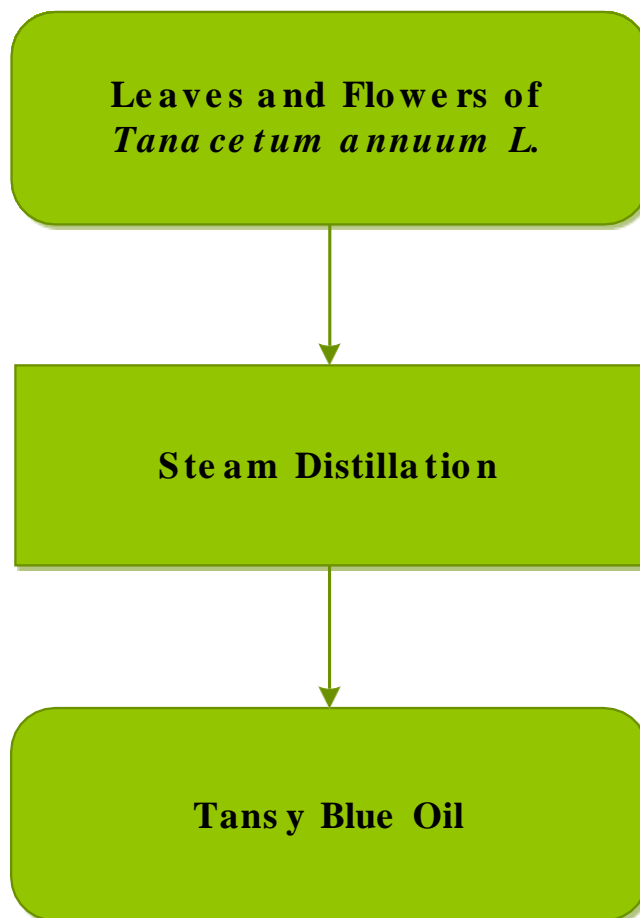 Leaves and Flowers of
Tanacetum annuum L.
Steam Distillation
Tansy Blue Oil